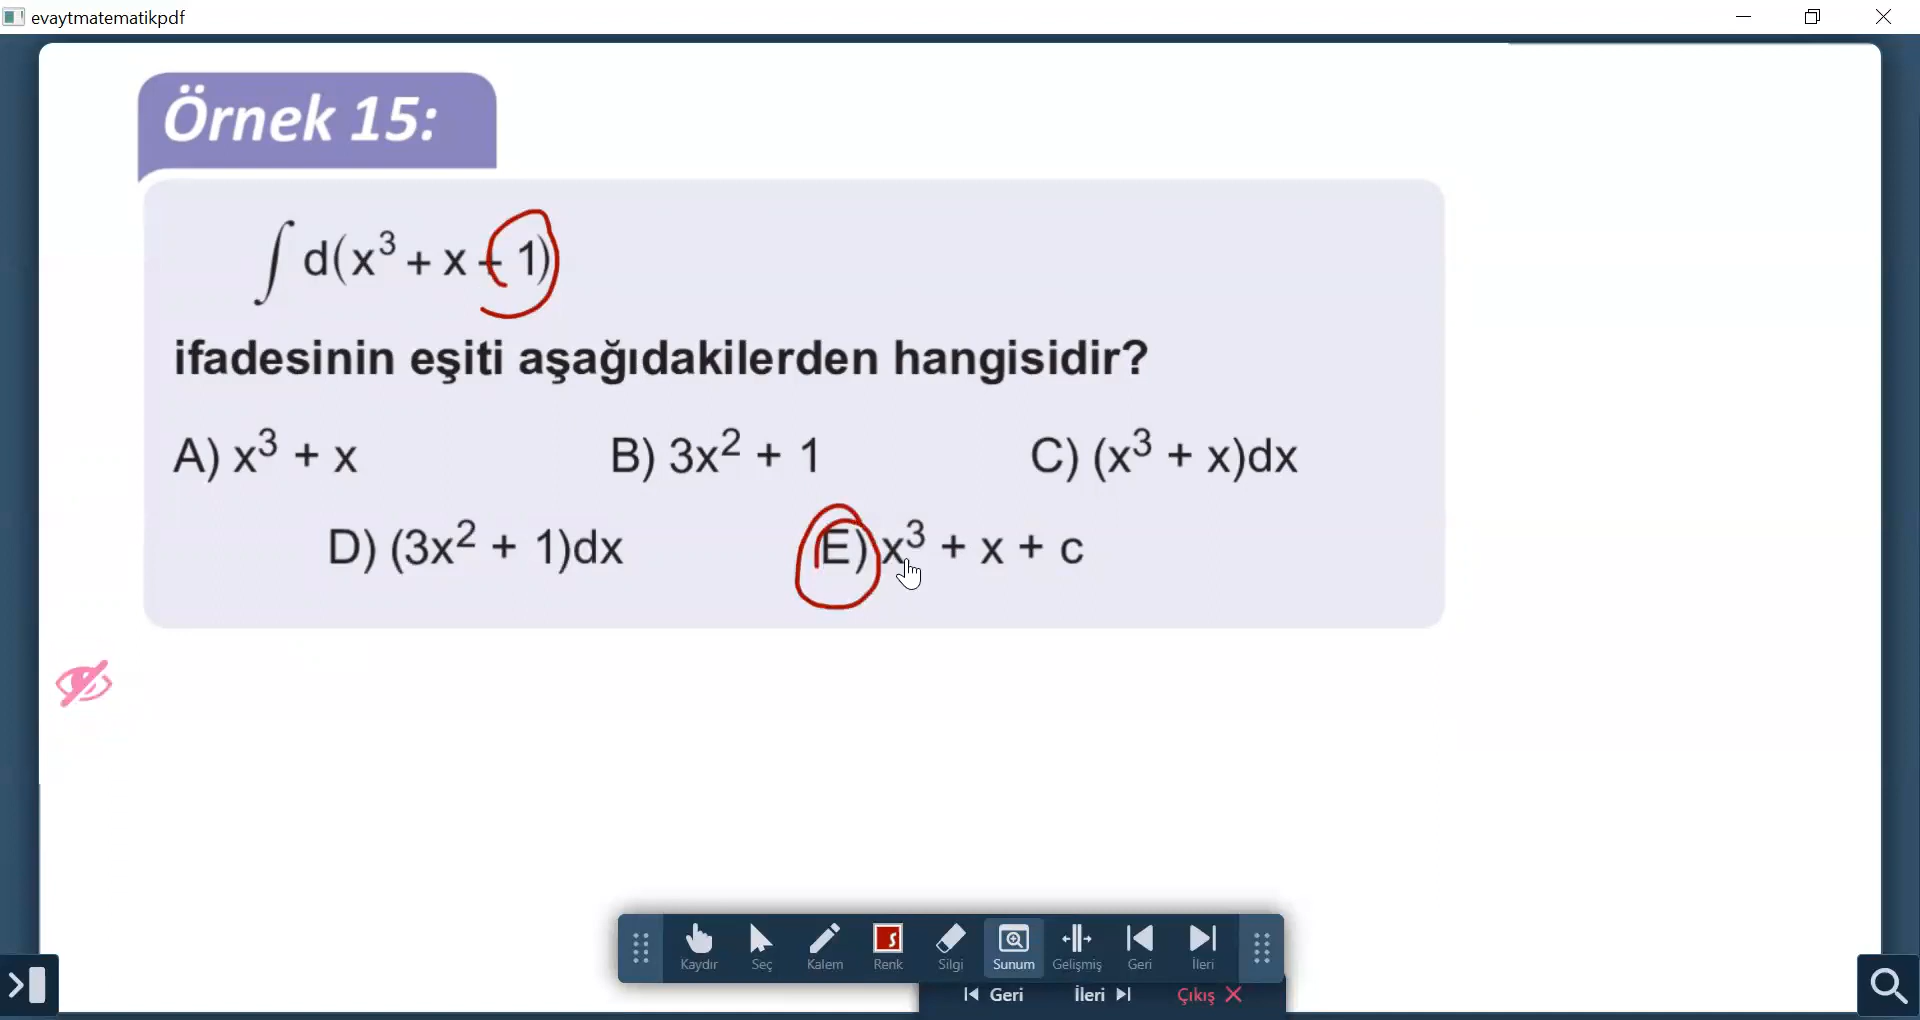 evaytmatematikpdf
Örnek 15:
∫ d(x³ + x - 1)
ifadesinin eşiti aşağıdakilerden hangisidir?
A) x³ + x B) 3x² + 1 C) (x³ + x)dx
D) (3x² + 1)dx E) x³ + x + c
Kaydır Seç Kalem Renk Silgi Sunum Gelişmiş Geri İleri
Geri İleri Çıkış